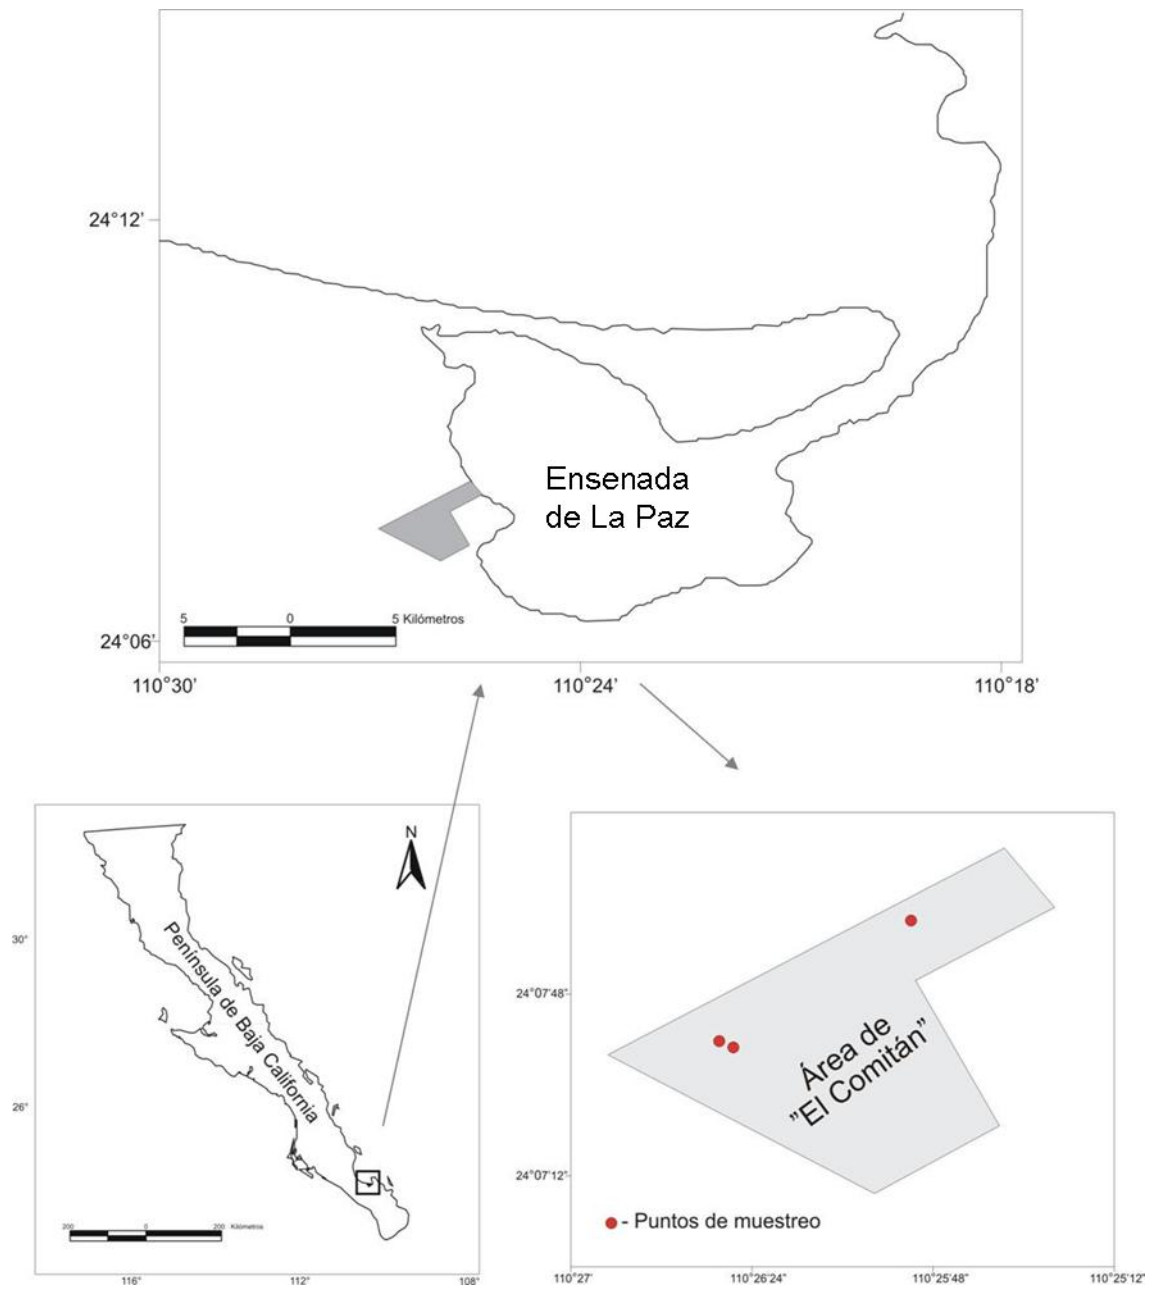 24°12'
Ensenada
de La Paz
5 0 5 Kilómetros
24°06'
110°30' 110°24' 110°18'
N
30°
Península de Baja California
26°
200 0 200 Kilómetros
116° 112° 108°
24°07'48"
Área de
"El Comitán"
24°07'12"
- Puntos de muestreo
110°27' 110°26'24" 110°25'48" 110°25'12"